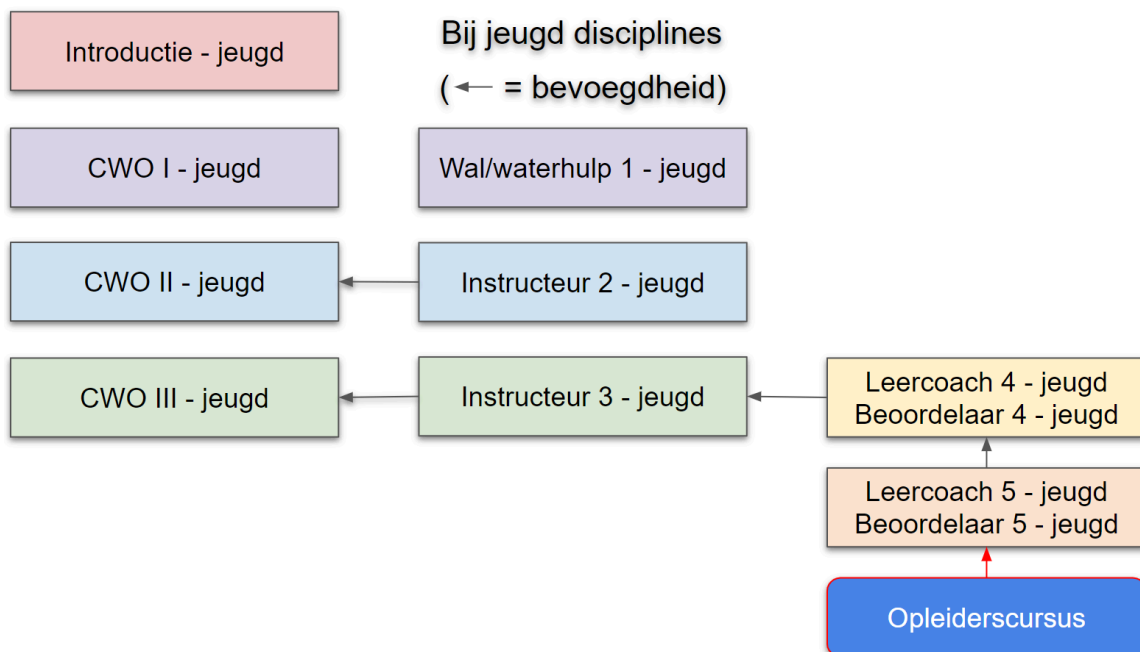 Introductie - jeugd
Bij jeugd disciplines
(← = bevoegdheid)
CWO I - jeugd
Wal/waterhulp 1 - jeugd
CWO II - jeugd
Instructeur 2 - jeugd
CWO III - jeugd
Instructeur 3 - jeugd
Leercoach 4 - jeugd
Beoordelaar 4 - jeugd
Leercoach 5 - jeugd
Beoordelaar 5 - jeugd
Opleiderscursus